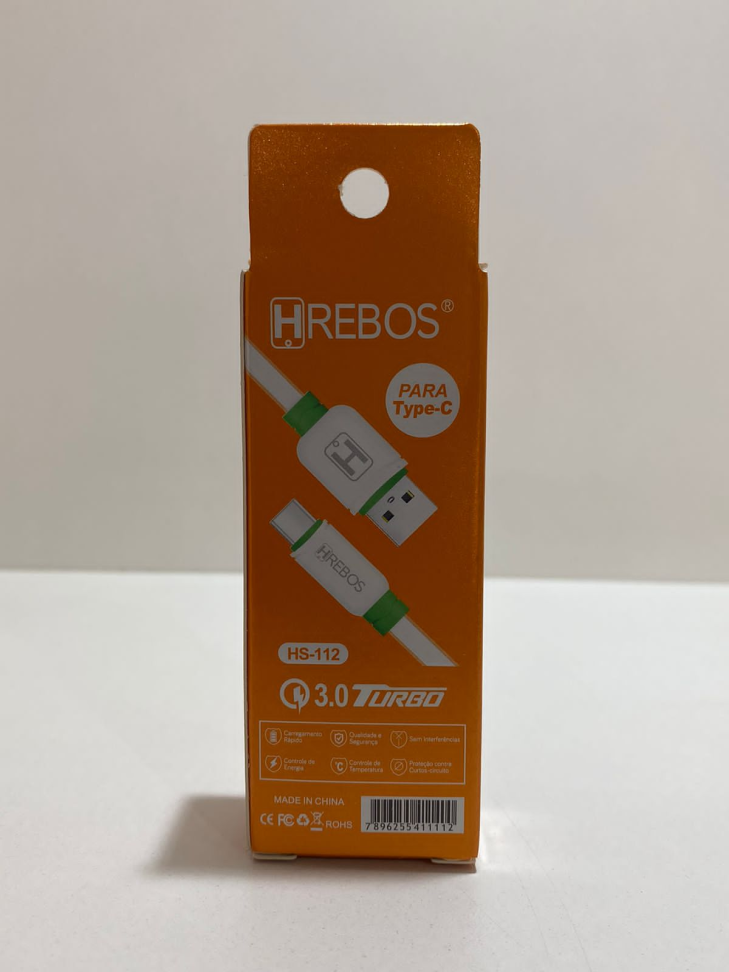 HREBOS®
PARA
Type-C
H
HREBOS
HS-112
3.0 TURBO
Carregamento
Rápido
Qualidade e
Segurança
Sem Interferências
Controle de
Energia
°C
Controle de
Temperatura
Proteção contra
Curtos-circuito
MADE IN CHINA
CE FC ROHS
7896255411112